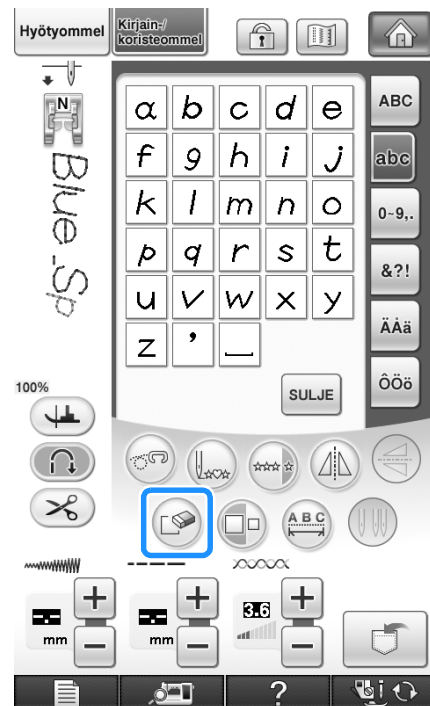 Hyötyommel
Kirjain-/
koristeommel
N
Blue_Sp
a b c d e
f g h i j
k l m n o
p q r s t
u v w x y
z ’ _
SULJE
ABC
abc
0~9,.
&?!
ÄÅä
ÔÖö
100%
A B C
mm
+
−
mm
+
−
3.6
+
−
?